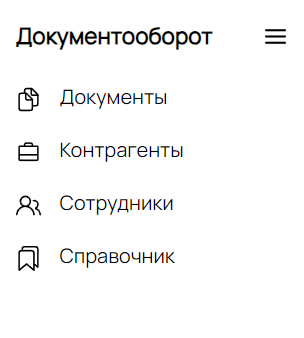 Документооборот
Документы
Контрагенты
Сотрудники
Справочник